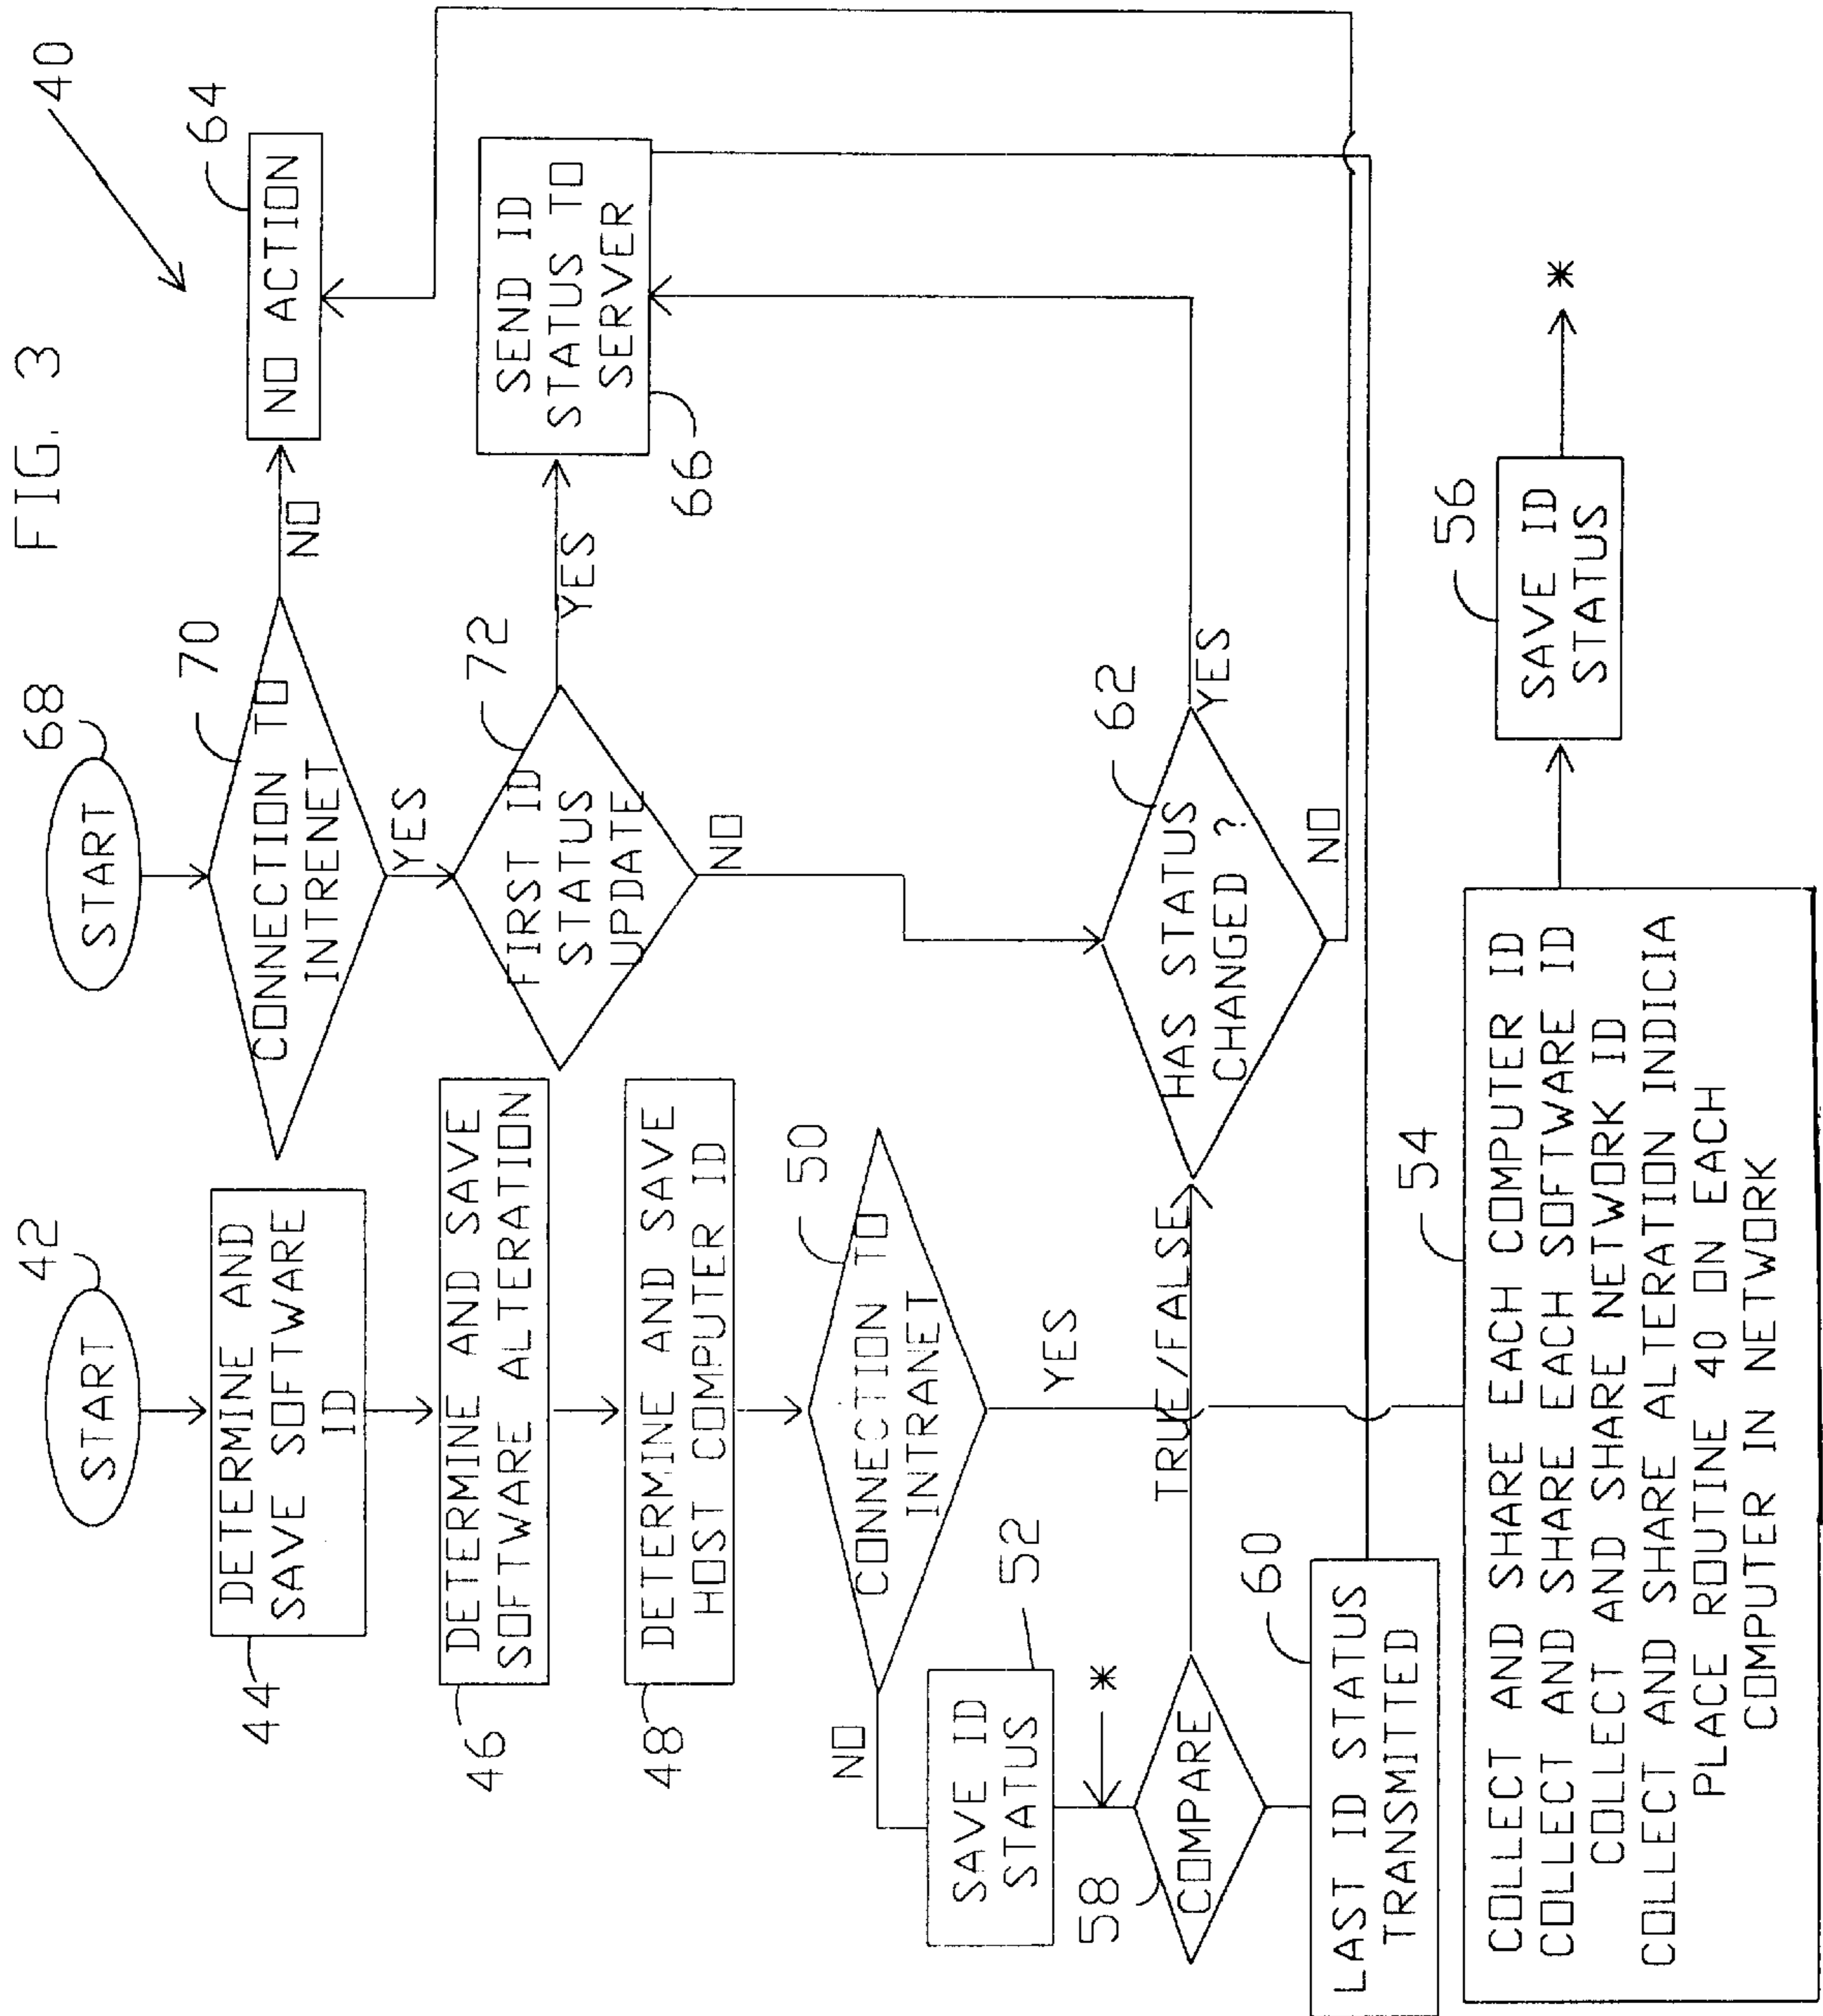 FIG. 3
40
42
START
68
START
44
DETERMINE AND
SAVE SOFTWARE
ID
70
CONNECTION TO
INTRENET
NO
YES
64
NO ACTION
46
DETERMINE AND SAVE
SOFTWARE ALTERATION
72
FIRST ID
STATUS
UPDATE
YES
NO
66
SEND ID
STATUS TO
SERVER
48
DETERMINE AND SAVE
HOST COMPUTER ID
50
CONNECTION TO
INTRANET
NO
YES
52
SAVE ID
STATUS
*
58
COMPARE
TRUE/FALSE
62
HAS STATUS
CHANGED ?
YES
NO
60
LAST ID STATUS
TRANSMITTED
54
COLLECT AND SHARE EACH COMPUTER ID
COLLECT AND SHARE EACH SOFTWARE ID
COLLECT AND SHARE NETWORK ID
COLLECT AND SHARE ALTERATION INDICIA
PLACE ROUTINE 40 ON EACH
COMPUTER IN NETWORK
56
SAVE ID
STATUS
*